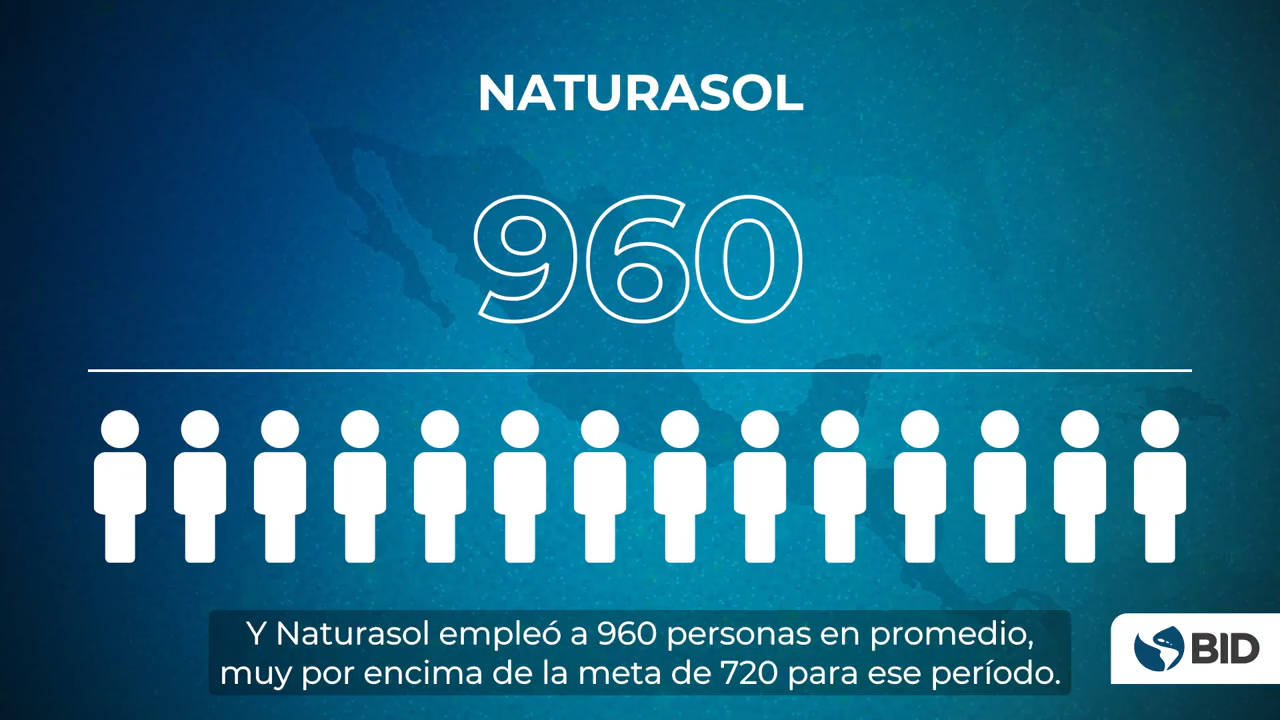 NATURASOL
960
Y Naturasol empleó a 960 personas en promedio,
muy por encima de la meta de 720 para ese período.
BID